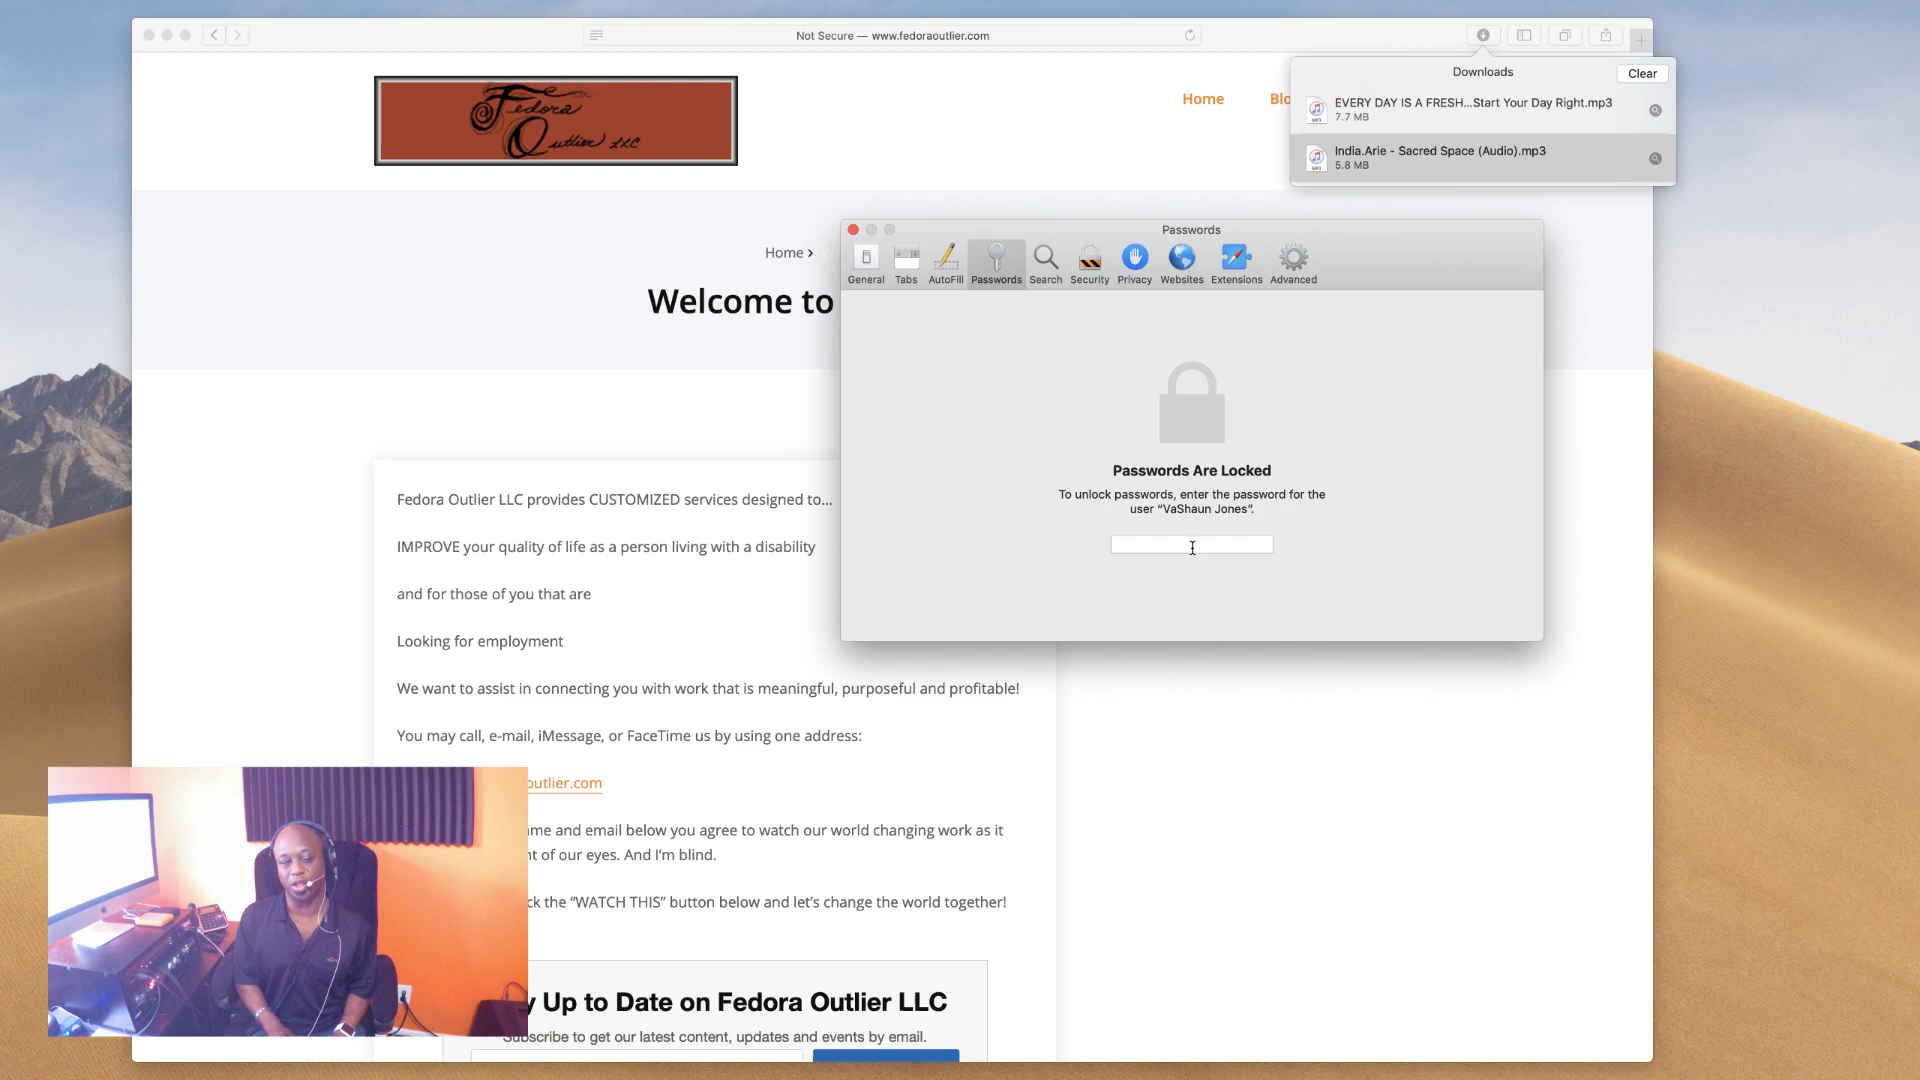 Not Secure — www.fedoraoutlier.com
Fedora
Outlier LLC
Home
Blo
Downloads
Clear
EVERY DAY IS A FRESH...Start Your Day Right.mp3
7.7 MB
India.Arie - Sacred Space (Audio).mp3
5.8 MB
Home ›
Welcome to
Passwords
General Tabs AutoFill Passwords Search Security Privacy Websites Extensions Advanced
Passwords Are Locked
To unlock passwords, enter the password for the
user “VaShaun Jones”.
Fedora Outlier LLC provides CUSTOMIZED services designed to...
IMPROVE your quality of life as a person living with a disability
and for those of you that are
Looking for employment
We want to assist in connecting you with work that is meaningful, purposeful and profitable!
You may call, e-mail, iMessage, or FaceTime us by using one address:
outlier.com
me and email below you agree to watch our world changing work as it
t of our eyes. And I’m blind.
ck the “WATCH THIS” button below and let’s change the world together!
y Up to Date on Fedora Outlier LLC
Subscribe to get our latest content, updates and events by email.